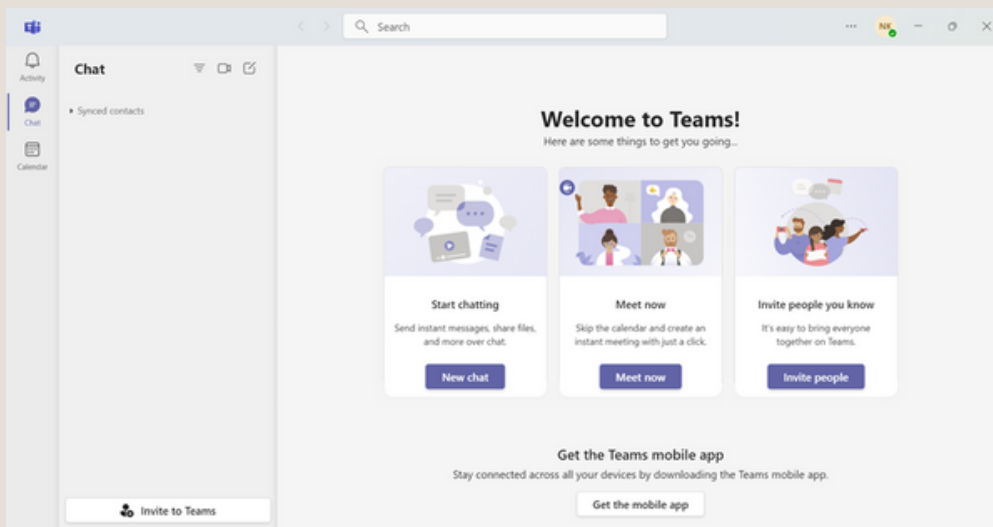 Search
NK
Activity
Chat
Calendar
Chat
Synced contacts
Invite to Teams
Welcome to Teams!
Here are some things to get you going...
Start chatting
Send instant messages, share files,
and more over chat.
New chat
Meet now
Skip the calendar and create an
instant meeting with just a click.
Meet now
Invite people you know
It's easy to bring everyone
together on Teams.
Invite people
Get the Teams mobile app
Stay connected across all your devices by downloading the Teams mobile app.
Get the mobile app